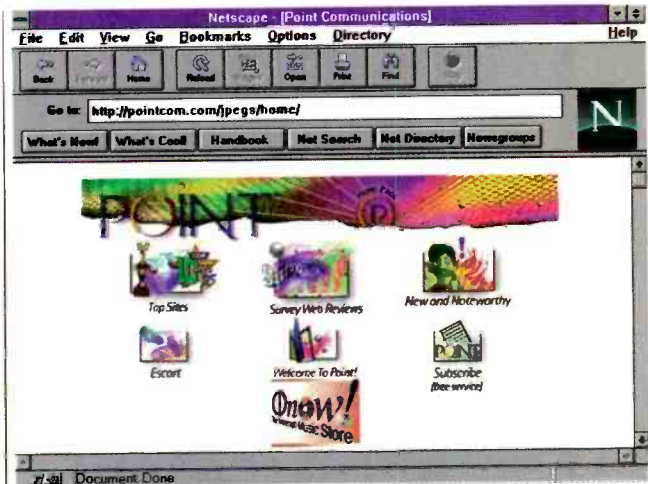 Netscape - [Point Communications]
File Edit View Go Bookmarks Options Directory Help
Back Forward Home Reload Open Print Find
Go to: http://pointcom.com/jpegs/home/
N
What's New! What's Cool! Handbook Net Search Net Directory Newsgroups
POINT
Top Sites Survey Web Reviews New and Noteworthy
Escort Welcome To Point! Subscribe
(free service)
POINT
now!
Music Store
Document Done